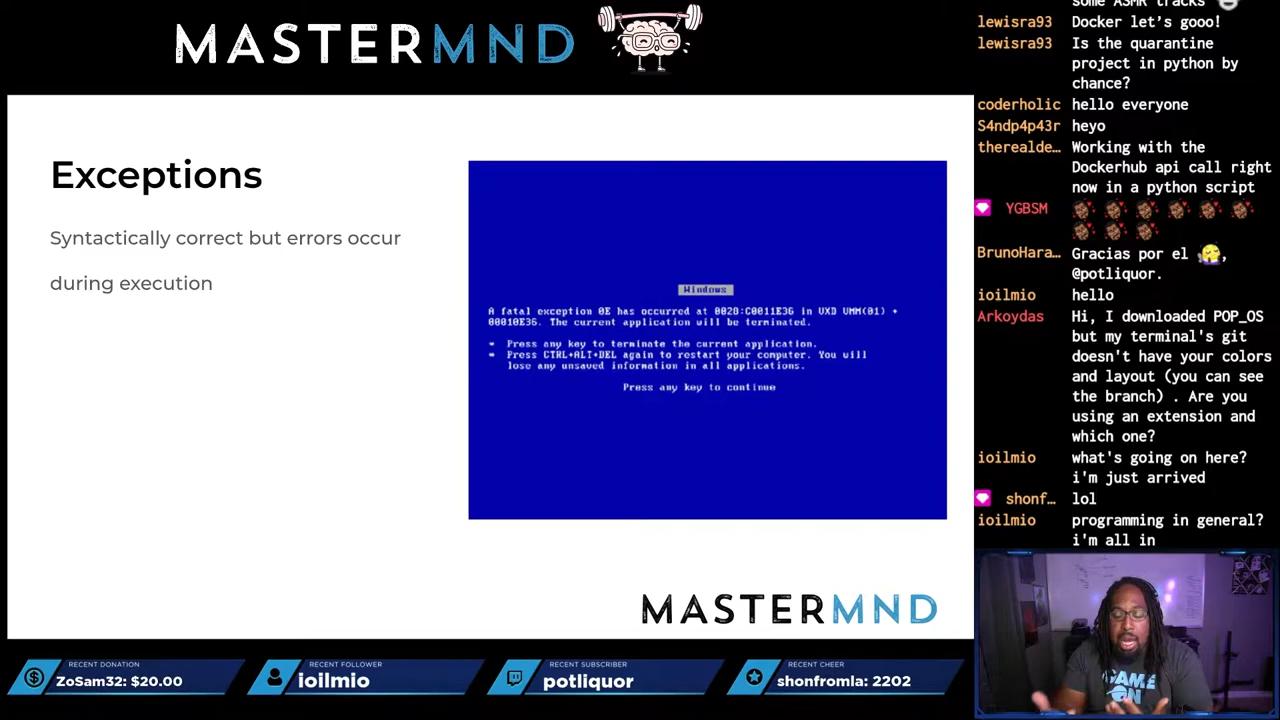 MASTERMND
Exceptions
Syntactically correct but errors occur
during execution
Windows
A fatal exception 0E has occurred at 0028:C0011E36 in VXD VMM(01) +
00010E36. The current application will be terminated.
* Press any key to terminate the current application.
* Press CTRL+ALT+DEL again to restart your computer. You will
lose any unsaved information in all applications.
Press any key to continue
MASTERMND
some ASMR tracks
lewisra93 Docker let's gooo!
lewisra93 Is the quarantine
project in python by
chance?
coderholic hello everyone
S4ndp4p43r heyo
therealde… Working with the
Dockerhub api call right
now in a python script
YGBSM
BrunoHara… Gracias por el ,
@potliquor.
ioilmio hello
Arkoydas Hi, I downloaded POP_OS
but my terminal's git
doesn't have your colors
and layout (you can see
the branch) . Are you
using an extension and
which one?
ioilmio what's going on here?
i'm just arrived
shonf… lol
ioilmio programming in general?
i'm all in
GAME
ON
RECENT DONATION
ZoSam32: $20.00
RECENT FOLLOWER
ioilmio
RECENT SUBSCRIBER
potliquor
RECENT CHEER
shonfromla: 2202